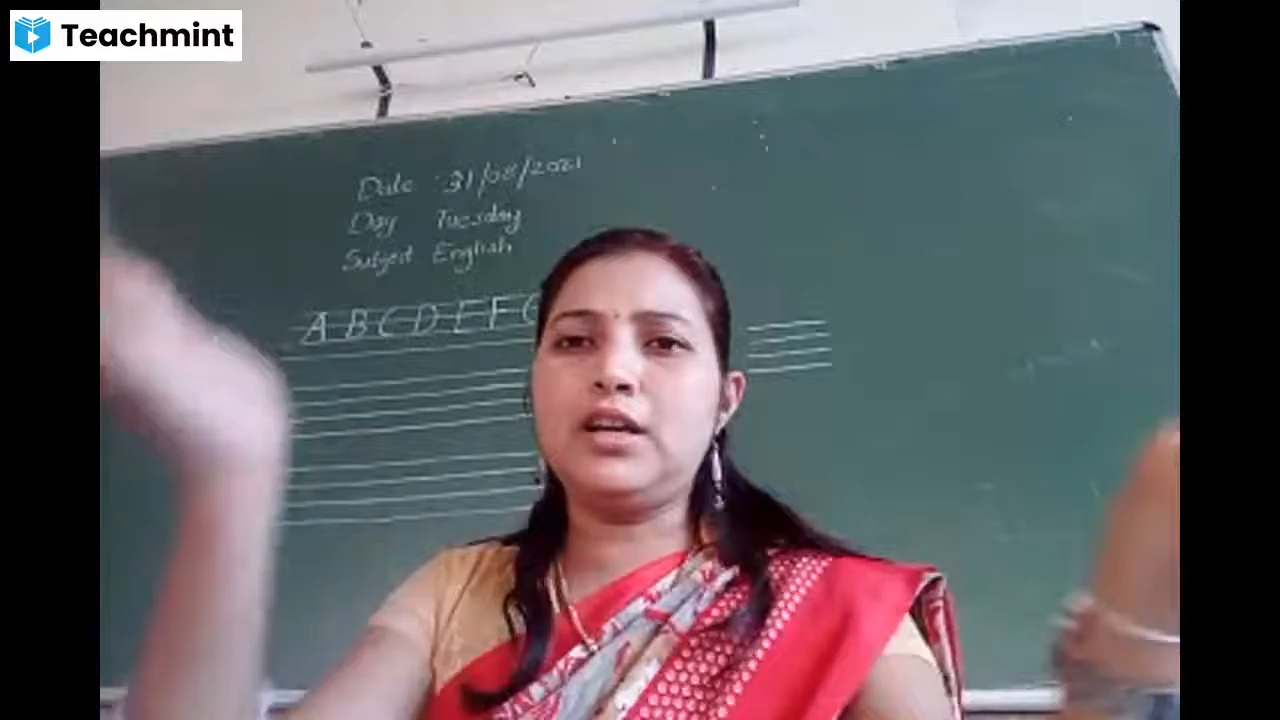 Teachmint
Date : 31/08/2021
Day Tuesday
Subject English
A B C D E F G